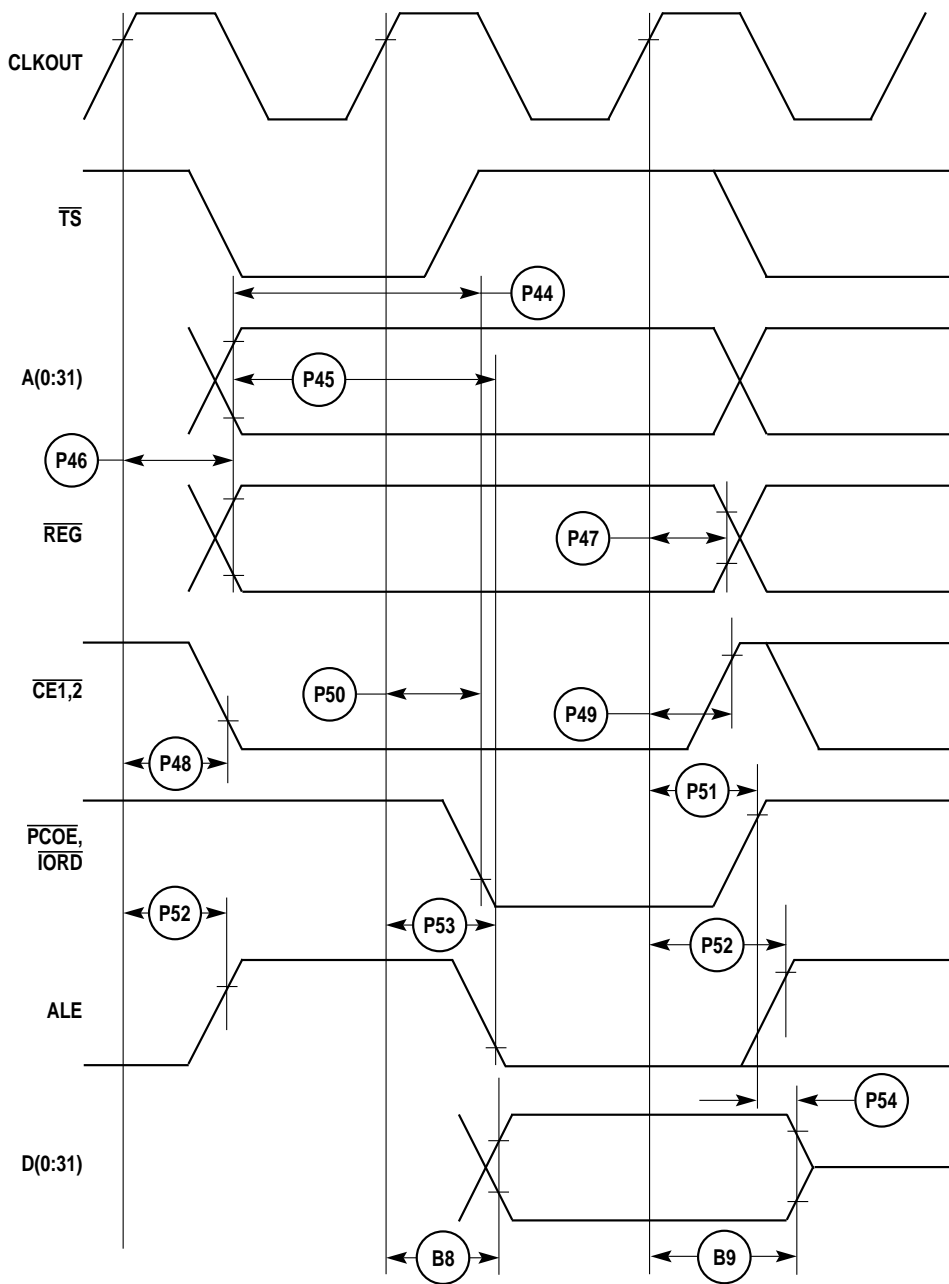 CLKOUT
TS
P44
A(0:31)
P45
P46
REG
P47
CE1,2
P50
P49
P48
P51
PCOE,
IORD
P52
P53
P52
ALE
P54
D(0:31)
B8
B9